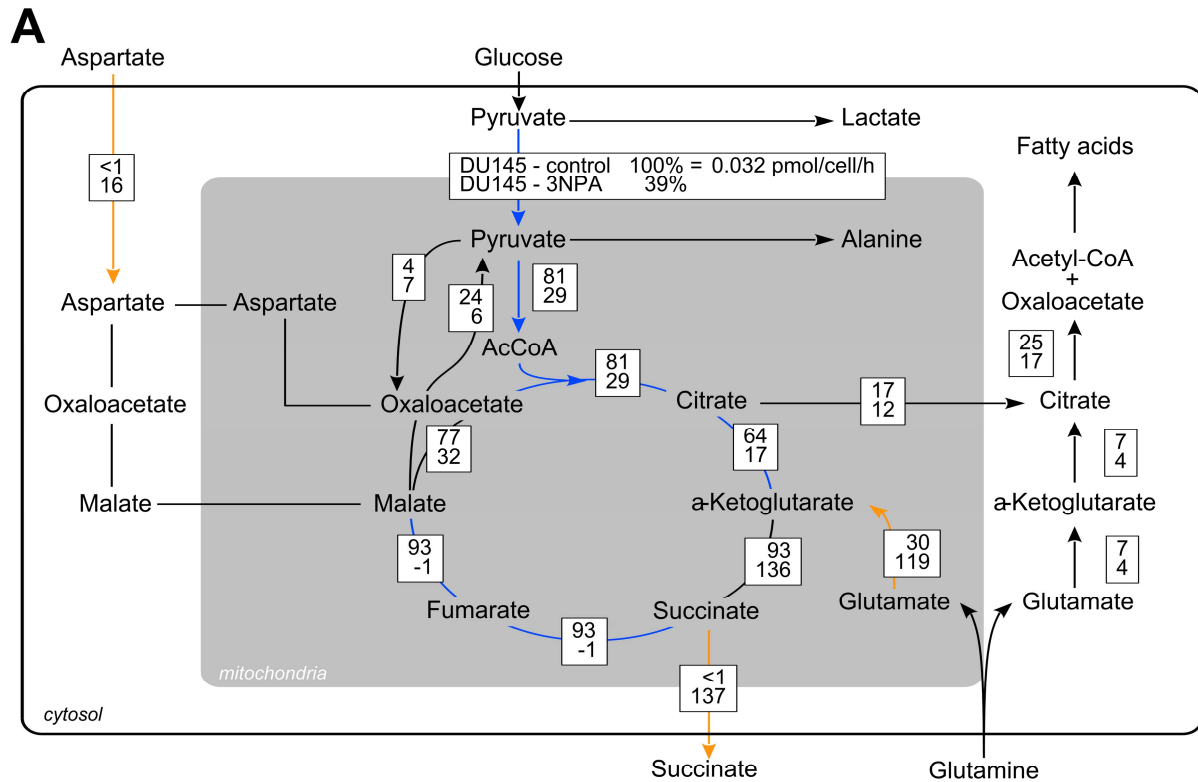 A
Aspartate
Glucose
Pyruvate
Lactate
Fatty acids
<1
16
DU145 - control 100% = 0.032 pmol/cell/h
DU145 - 3NPA 39%
Pyruvate
Alanine
4
7
24
6
81
29
Acetyl-CoA
+
Oxaloacetate
Aspartate
Aspartate
AcCoA
81
29
25
17
Oxaloacetate
Oxaloacetate
Citrate
17
12
Citrate
77
32
64
17
7
4
Malate
Malate
a-Ketoglutarate
a-Ketoglutarate
93
-1
93
136
30
119
7
4
Fumarate
Succinate
Glutamate
Glutamate
93
-1
mitochondria
<1
137
cytosol
Succinate
Glutamine